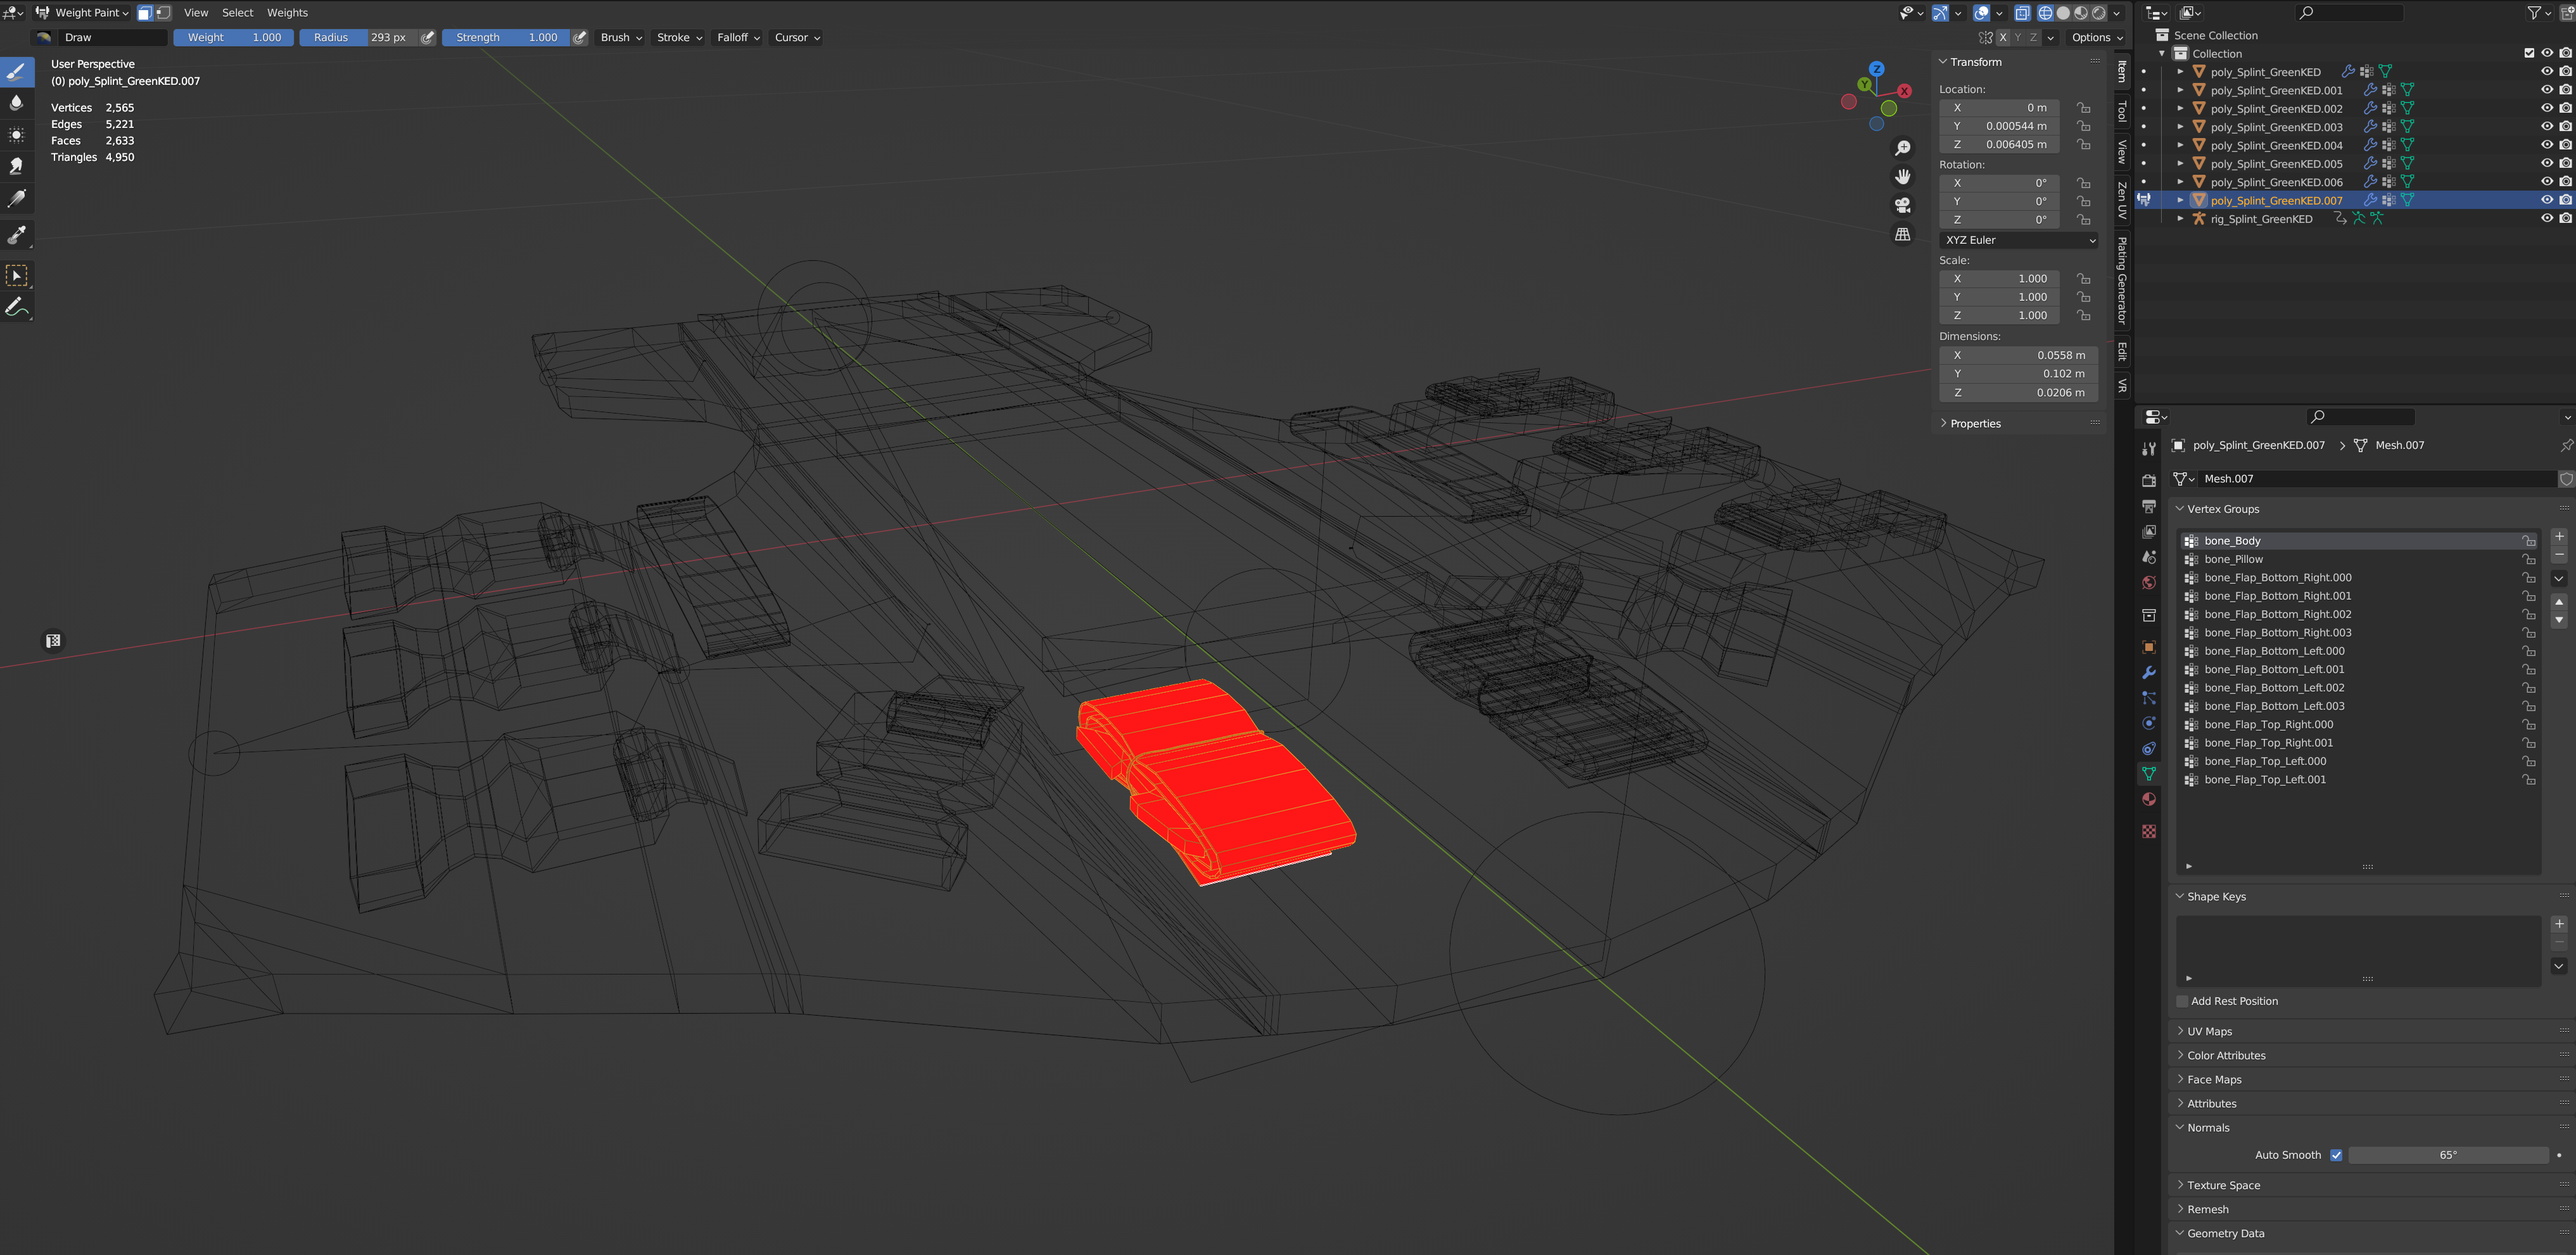 Weight Paint View Select Weights
Draw Weight 1.000 Radius 293 px Strength 1.000 Brush Stroke Falloff Cursor X Y Z Options
User Perspective
(0) poly_Splint_GreenKED.007
Vertices 2,565
Edges 5,221
Faces 2,633
Triangles 4,950
Z
Y
X
Transform
Location:
X 0 m
Y 0.000544 m
Z 0.006405 m
Rotation:
X 0°
Y 0°
Z 0°
XYZ Euler
Scale:
X 1.000
Y 1.000
Z 1.000
Dimensions:
X 0.0558 m
Y 0.102 m
Z 0.0206 m
Properties
Item
Tool
View
Zen UV
Plating Generator
Edit
VR
Scene Collection
Collection
poly_Splint_GreenKED
poly_Splint_GreenKED.001
poly_Splint_GreenKED.002
poly_Splint_GreenKED.003
poly_Splint_GreenKED.004
poly_Splint_GreenKED.005
poly_Splint_GreenKED.006
poly_Splint_GreenKED.007
rig_Splint_GreenKED
poly_Splint_GreenKED.007 > Mesh.007
Mesh.007
Vertex Groups
bone_Body
bone_Pillow
bone_Flap_Bottom_Right.000
bone_Flap_Bottom_Right.001
bone_Flap_Bottom_Right.002
bone_Flap_Bottom_Right.003
bone_Flap_Bottom_Left.000
bone_Flap_Bottom_Left.001
bone_Flap_Bottom_Left.002
bone_Flap_Bottom_Left.003
bone_Flap_Top_Right.000
bone_Flap_Top_Right.001
bone_Flap_Top_Left.000
bone_Flap_Top_Left.001
Shape Keys
Add Rest Position
UV Maps
Color Attributes
Face Maps
Attributes
Normals
Auto Smooth 65°
Texture Space
Remesh
Geometry Data